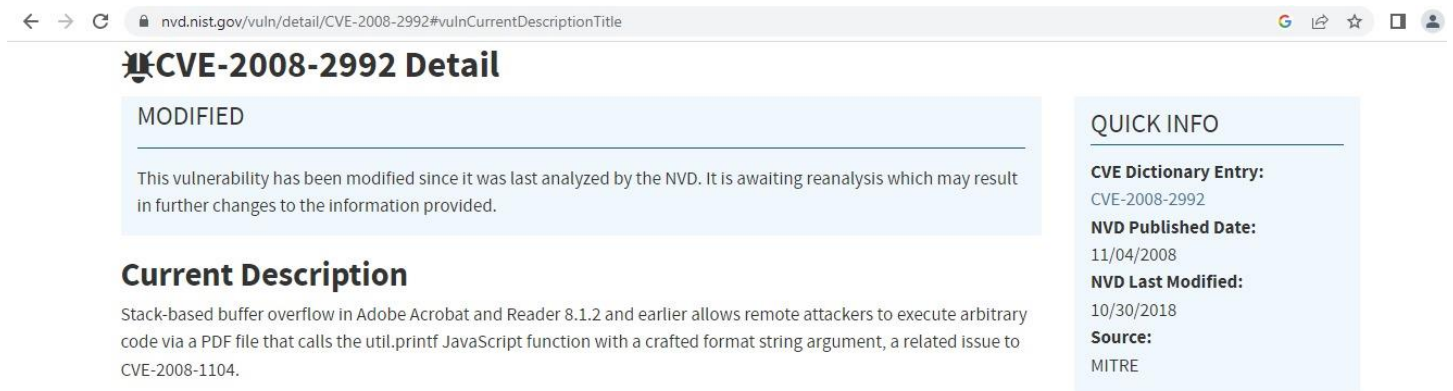 nvd.nist.gov/vuln/detail/CVE-2008-2992#vulnCurrentDescriptionTitle
CVE-2008-2992 Detail
MODIFIED
This vulnerability has been modified since it was last analyzed by the NVD. It is awaiting reanalysis which may result
in further changes to the information provided.
Current Description
Stack-based buffer overflow in Adobe Acrobat and Reader 8.1.2 and earlier allows remote attackers to execute arbitrary
code via a PDF file that calls the util.printf JavaScript function with a crafted format string argument, a related issue to
CVE-2008-1104.
QUICK INFO
CVE Dictionary Entry:
CVE-2008-2992
NVD Published Date:
11/04/2008
NVD Last Modified:
10/30/2018
Source:
MITRE